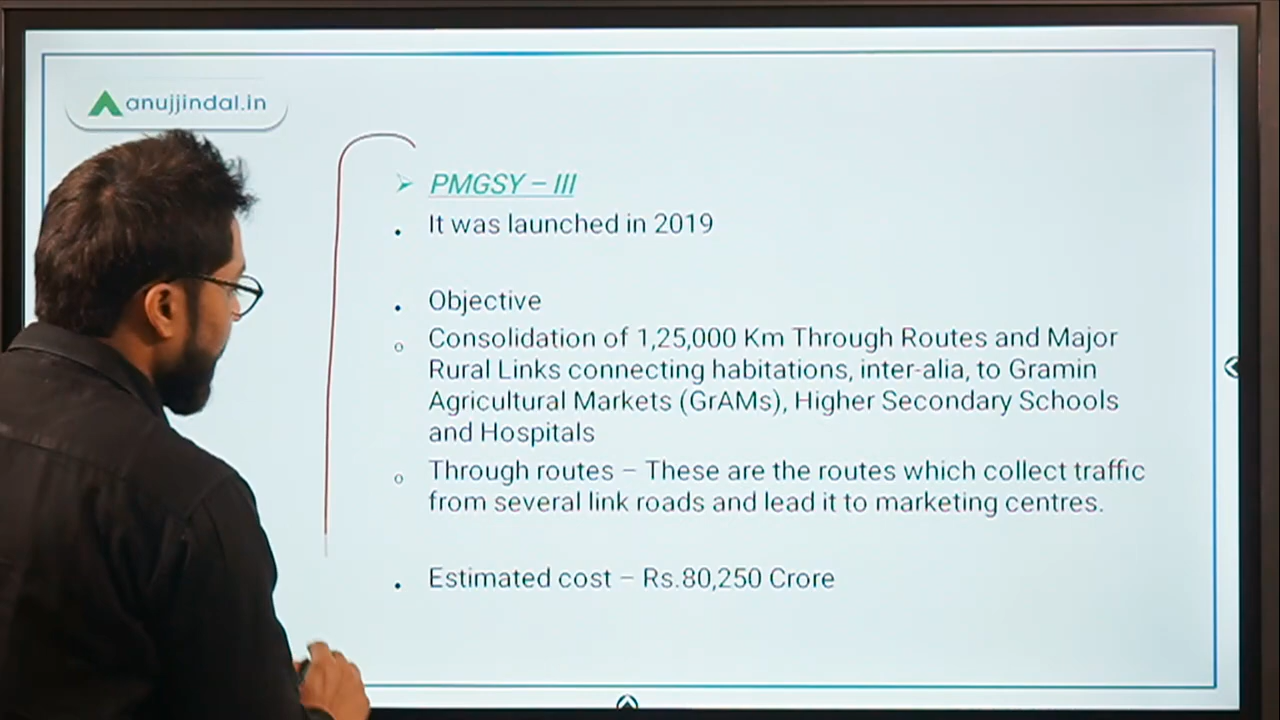 anujjindal.in
➢ PMGSY – III
. It was launched in 2019
. Objective
o Consolidation of 1,25,000 Km Through Routes and Major
Rural Links connecting habitations, inter-alia, to Gramin
Agricultural Markets (GrAMs), Higher Secondary Schools
and Hospitals
o Through routes – These are the routes which collect traffic
from several link roads and lead it to marketing centres.
. Estimated cost – Rs.80,250 Crore